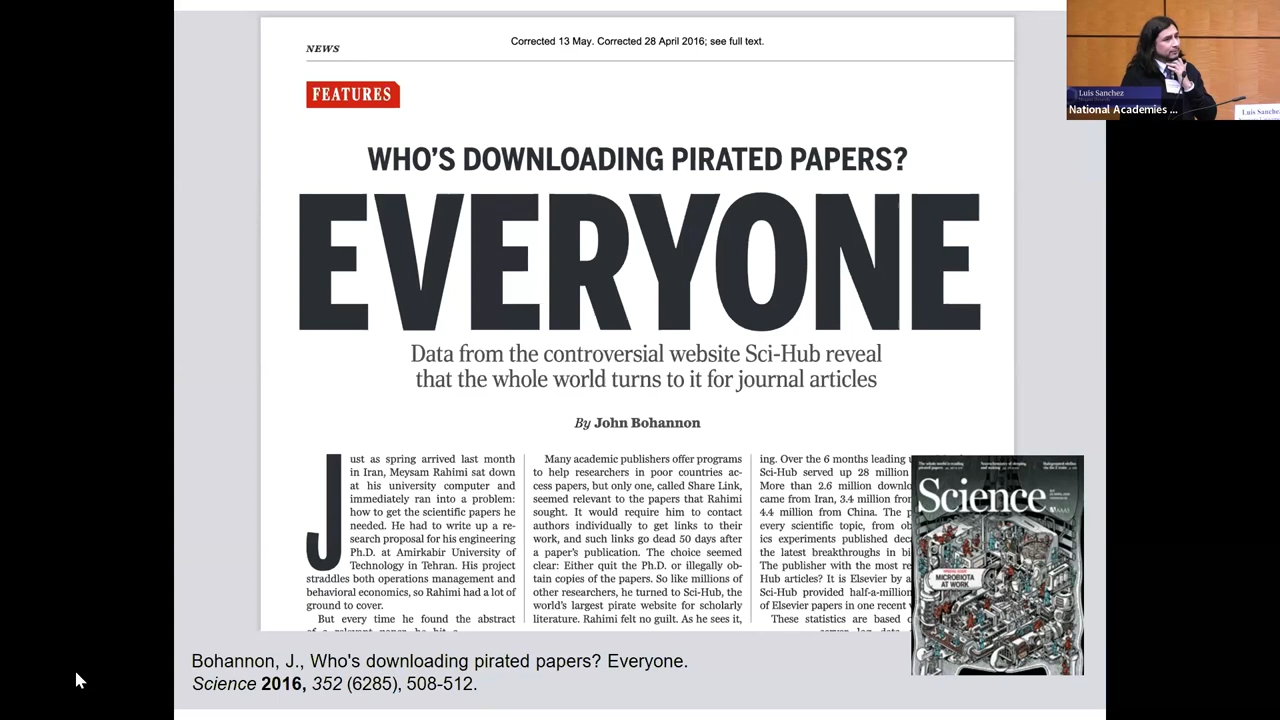 NEWS
Corrected 13 May. Corrected 28 April 2016; see full text.
FEATURES
WHO'S DOWNLOADING PIRATED PAPERS?
EVERYONE
Data from the controversial website Sci-Hub reveal
that the whole world turns to it for journal articles
By John Bohannon
Just as spring arrived last month
in Iran, Meysam Rahimi sat down
at his university computer and
immediately ran into a problem:
how to get the scientific papers he
needed. He had to write up a re-
search proposal for his engineering
Ph.D. at Amirkabir University of
Technology in Tehran. His project
straddles both operations management and
behavioral economics, so Rahimi had a lot of
ground to cover.
But every time he found the abstract
Many academic publishers offer programs
to help researchers in poor countries ac-
cess papers, but only one, called Share Link,
seemed relevant to the papers that Rahimi
sought. It would require him to contact
authors individually to get links to their
work, and such links go dead 50 days after
a paper's publication. The choice seemed
clear: Either quit the Ph.D. or illegally ob-
tain copies of the papers. So like millions of
other researchers, he turned to Sci-Hub, the
world's largest pirate website for scholarly
literature. Rahimi felt no guilt. As he sees it,
ing. Over the 6 months leading
Sci-Hub served up 28 million
More than 2.6 million downlo
came from Iran, 3.4 million from
4.4 million from China. The p
every scientific topic, from ob
ics experiments published deca
the latest breakthroughs in bi
The publisher with the most re
Hub articles? It is Elsevier by a
Sci-Hub provided half-a-million
of Elsevier papers in one recent
These statistics are based o
Science
AAAS
MICROBIOTA
AT WORK
Bohannon, J., Who's downloading pirated papers? Everyone.
Science 2016, 352 (6285), 508-512.
Luis Sanchez
National Academies ...
Luis Sanche